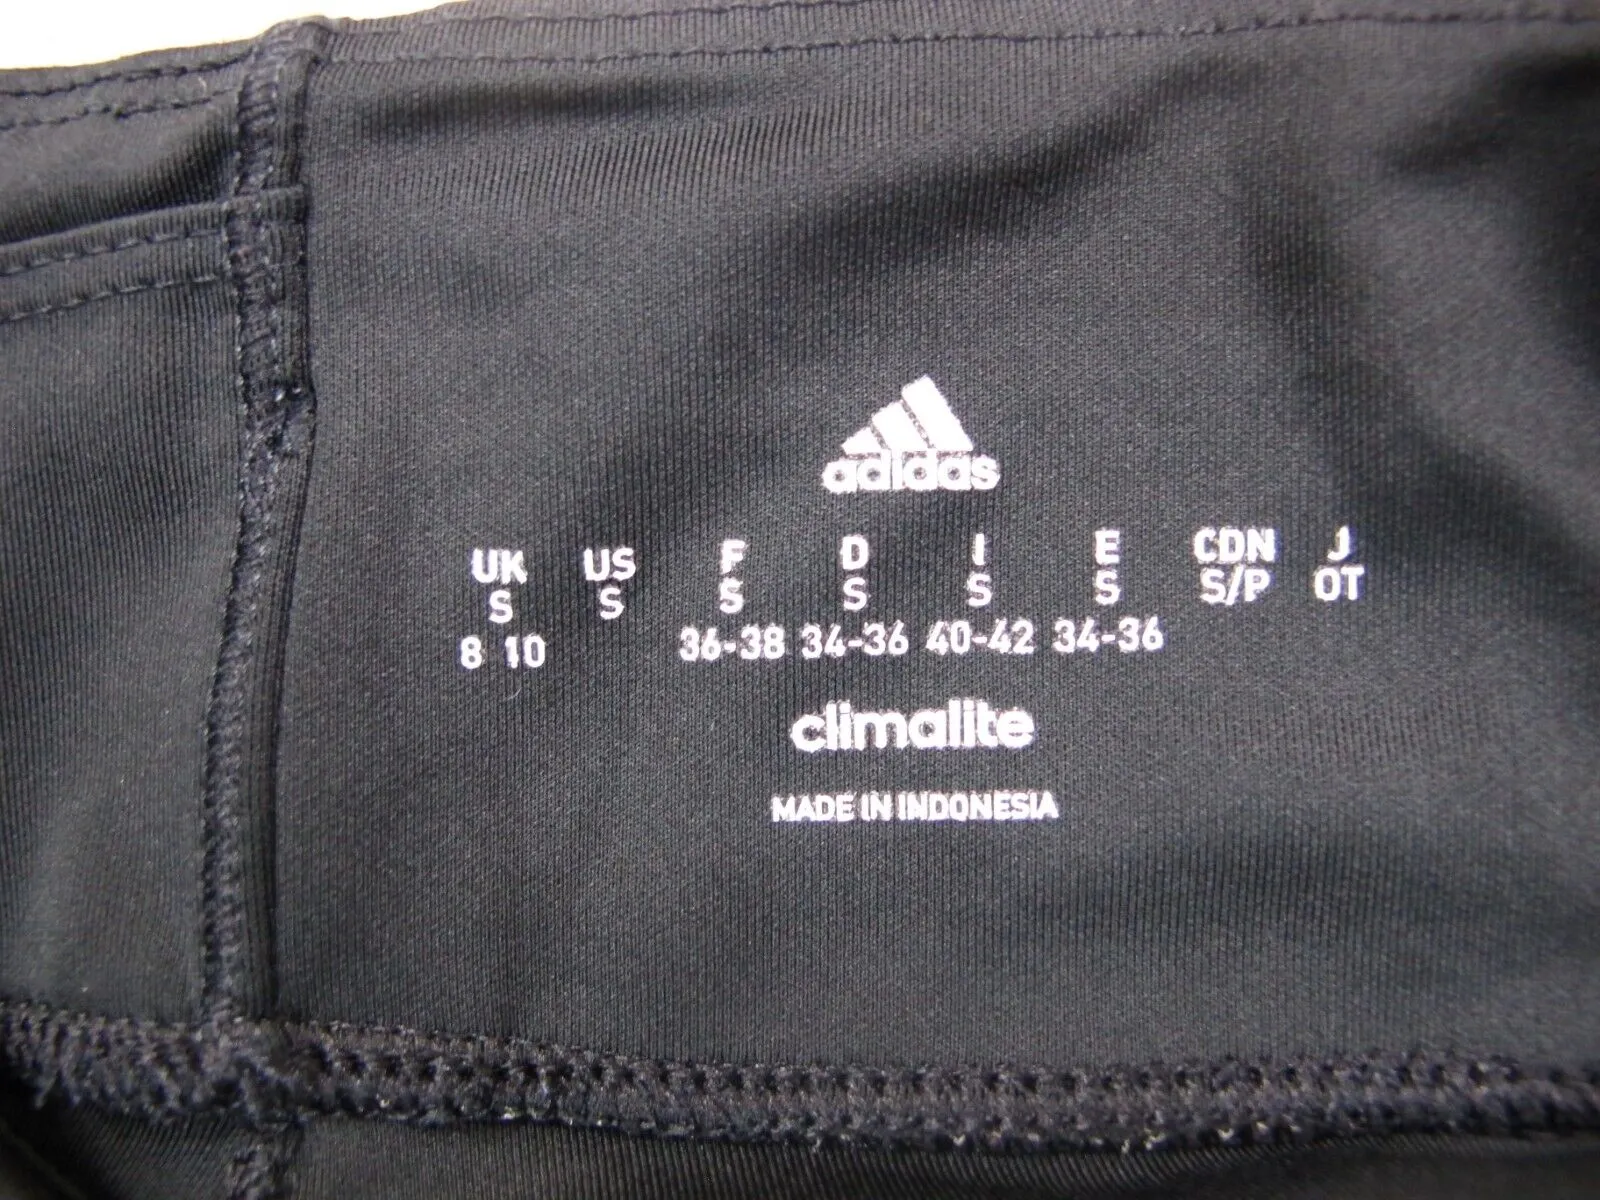 adidas
UK US F D I E CDN J
S S S S S S S/P OT
8 10 36-38 34-36 40-42 34-36
climalite
MADE IN INDONESIA